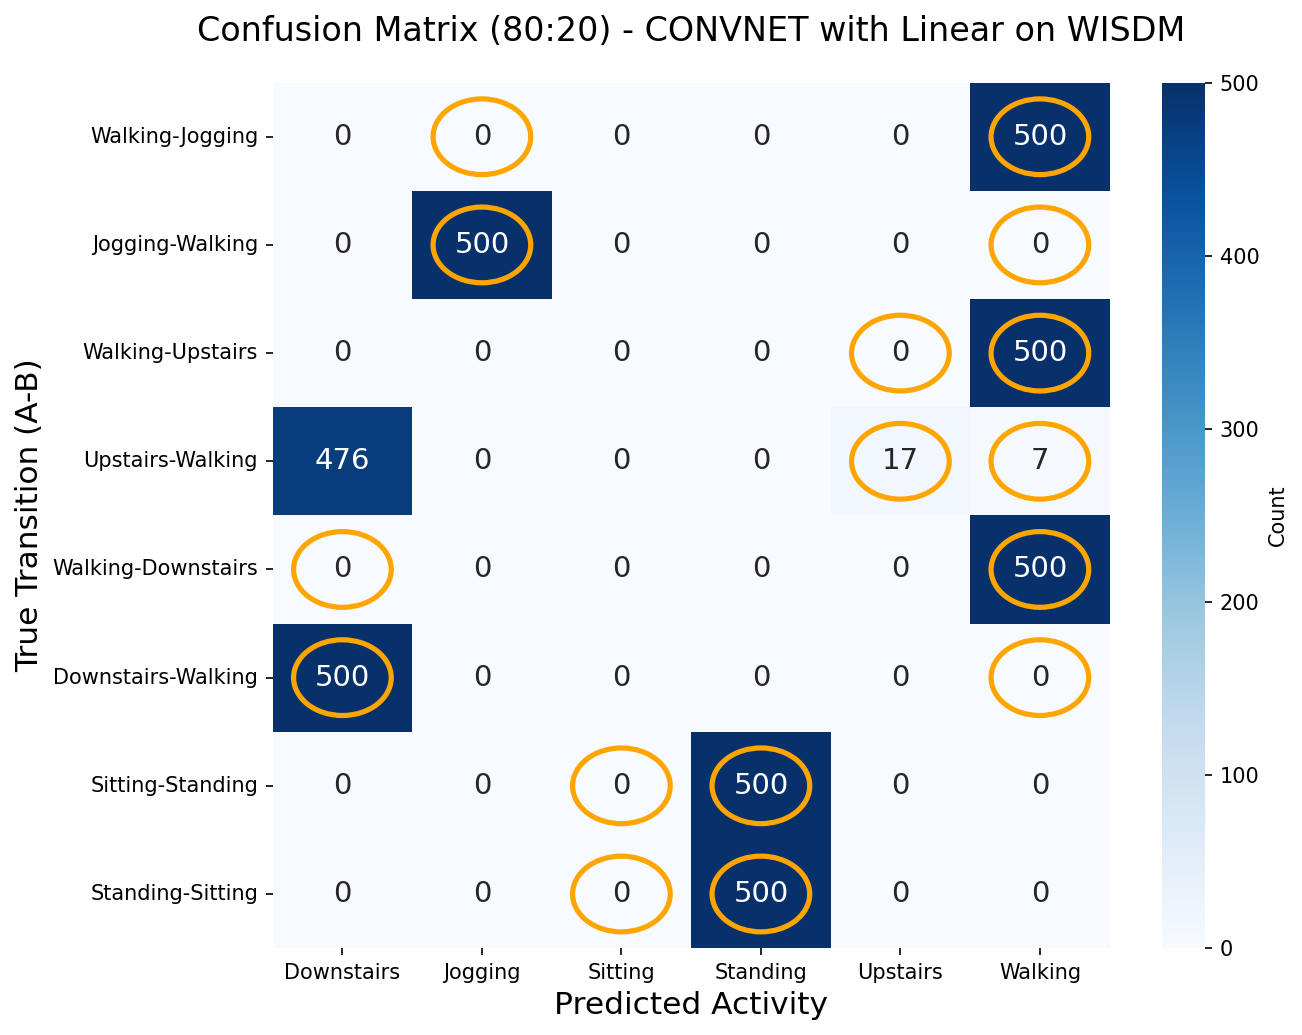 Confusion Matrix (80:20) - CONVNET with Linear on WISDM
True Transition (A-B)
Walking-Jogging 0 0 0 0 0 500
Jogging-Walking 0 500 0 0 0 0
Walking-Upstairs 0 0 0 0 0 500
Upstairs-Walking 476 0 0 0 17 7
Walking-Downstairs 0 0 0 0 0 500
Downstairs-Walking 500 0 0 0 0 0
Sitting-Standing 0 0 0 500 0 0
Standing-Sitting 0 0 0 500 0 0
Downstairs Jogging Sitting Standing Upstairs Walking
Predicted Activity
500
400
300
200
100
0
Count